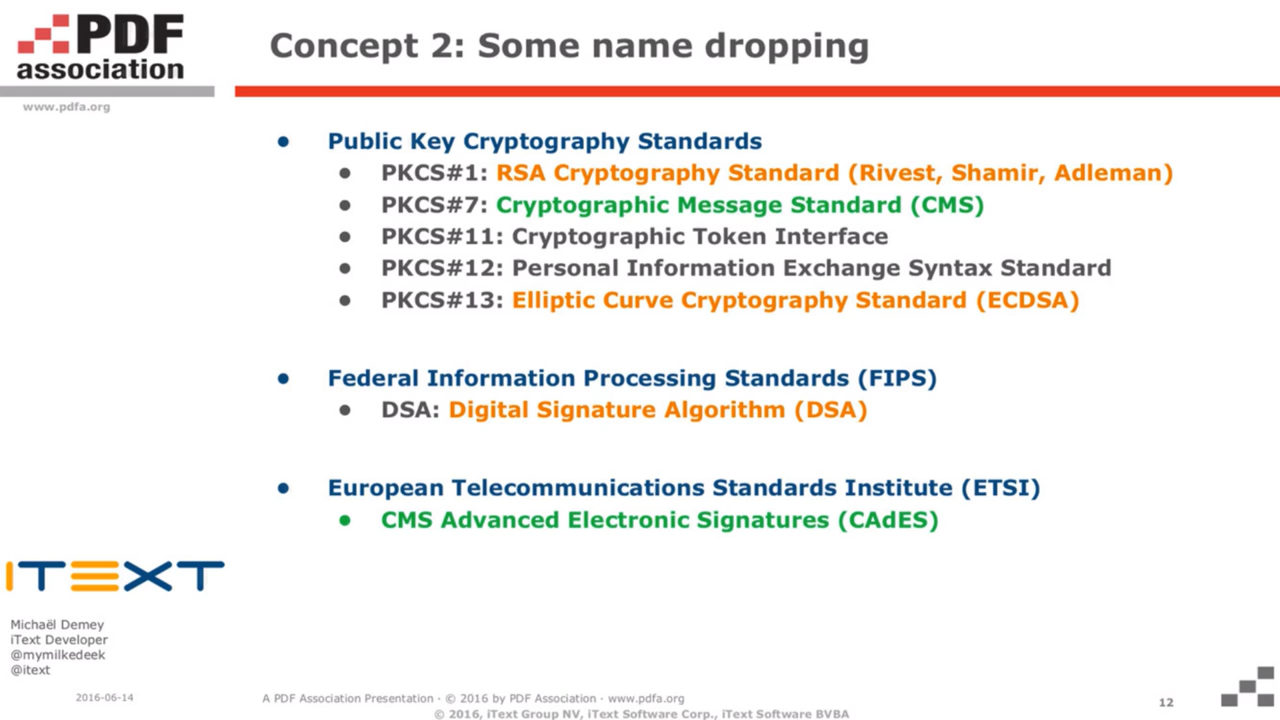 PDF
association
www.pdfa.org
Concept 2: Some name dropping
● Public Key Cryptography Standards
● PKCS#1: RSA Cryptography Standard (Rivest, Shamir, Adleman)
● PKCS#7: Cryptographic Message Standard (CMS)
● PKCS#11: Cryptographic Token Interface
● PKCS#12: Personal Information Exchange Syntax Standard
● PKCS#13: Elliptic Curve Cryptography Standard (ECDSA)
● Federal Information Processing Standards (FIPS)
● DSA: Digital Signature Algorithm (DSA)
● European Telecommunications Standards Institute (ETSI)
● CMS Advanced Electronic Signatures (CAdES)
iTEXT
Michaël Demey
iText Developer
@mymilkedeek
@itext
2016-06-14
A PDF Association Presentation · © 2016 by PDF Association · www.pdfa.org
© 2016, iText Group NV, iText Software Corp., iText Software BVBA
12